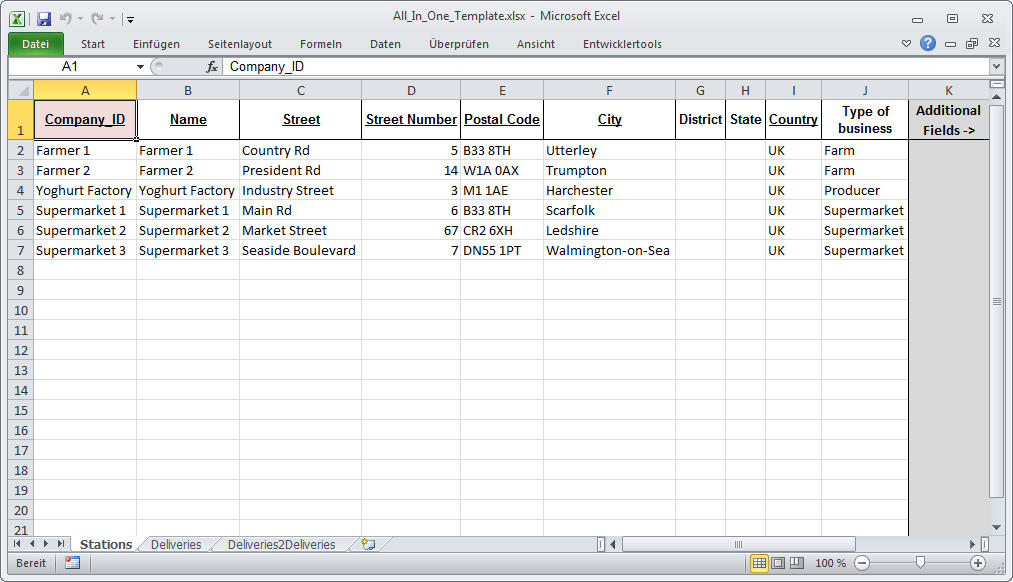 All_In_One_Template.xlsx - Microsoft Excel
Datei Start Einfügen Seitenlayout Formeln Daten Überprüfen Ansicht Entwicklertools
A1 fx Company_ID
A B C D E F G H I J K
1 Company_ID Name Street Street Number Postal Code City District State Country Type of business Additional Fields ->
2 Farmer 1 Farmer 1 Country Rd 5 B33 8TH Utterley UK Farm
3 Farmer 2 Farmer 2 President Rd 14 W1A 0AX Trumpton UK Farm
4 Yoghurt Factory Yoghurt Factory Industry Street 3 M1 1AE Harchester UK Producer
5 Supermarket 1 Supermarket 1 Main Rd 6 B33 8TH Scarfolk UK Supermarket
6 Supermarket 2 Supermarket 2 Market Street 67 CR2 6XH Ledshire UK Supermarket
7 Supermarket 3 Supermarket 3 Seaside Boulevard 7 DN55 1PT Walmington-on-Sea UK Supermarket
8
9
10
11
12
13
14
15
16
17
18
19
20
21
Stations Deliveries Deliveries2Deliveries
Bereit 100 %